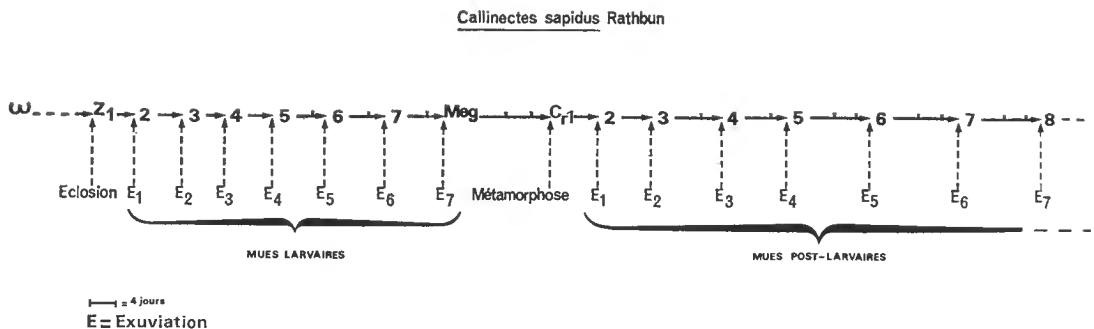 Callinectes sapidus Rathbun
ω Z1 2 3 4 5 6 7 Meg Cr1 2 3 4 5 6 7 8
Eclosion E1 E2 E3 E4 E5 E6 E7 Métamorphose E1 E2 E3 E4 E5 E6 E7
MUES LARVAIRES MUES POST-LARVAIRES
= 4 jours
E = Exuviation